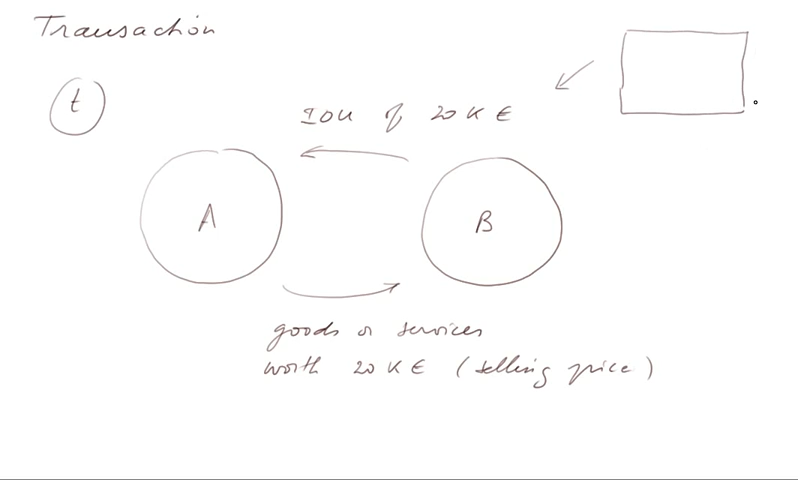 Transaction
t
IOU of 20 K €
A
B
goods or services
worth 20 K € (selling price)